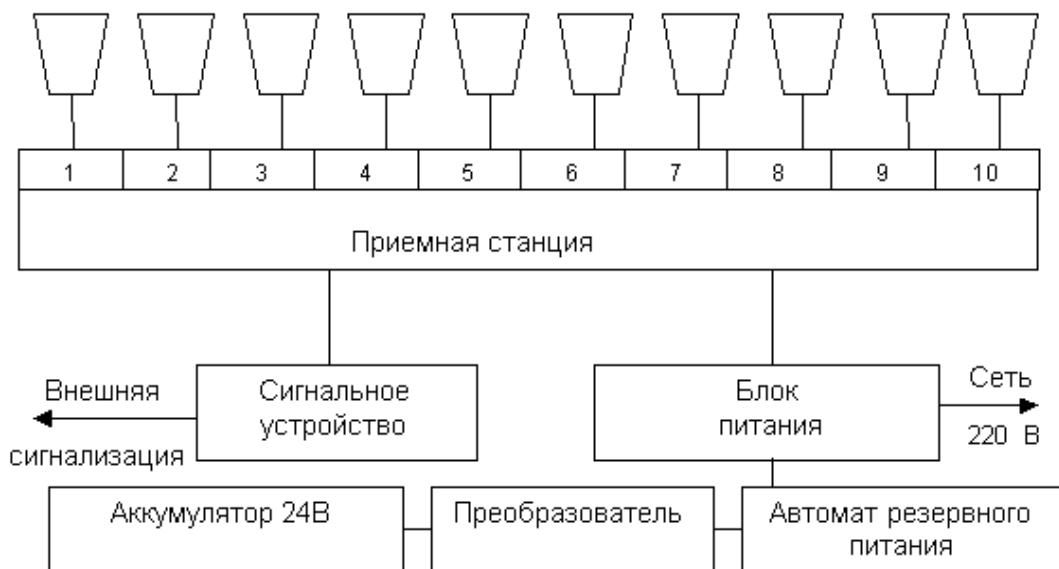 1 2 3 4 5 6 7 8 9 10
Приемная станция
Внешняя
сигнализация
Сигнальное
устройство
Блок
питания
Сеть
220 В
Аккумулятор 24В
Преобразователь
Автомат резервного
питания